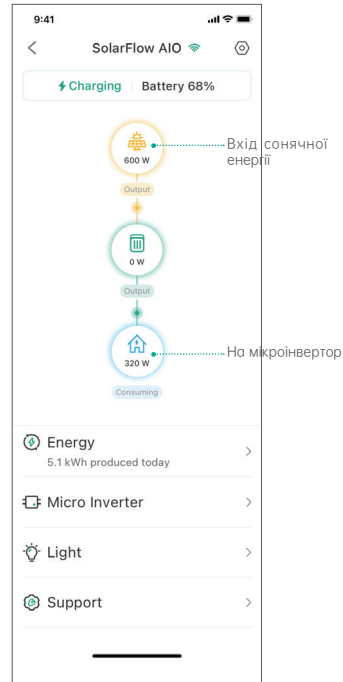 9:41
SolarFlow AIO
Charging
Battery 68%
600 W
Вхід сонячної
енергії
Output
0 W
Output
320 W
На мікроінвертор
Consuming
Energy
5.1 kWh produced today
Micro Inverter
Light
Support